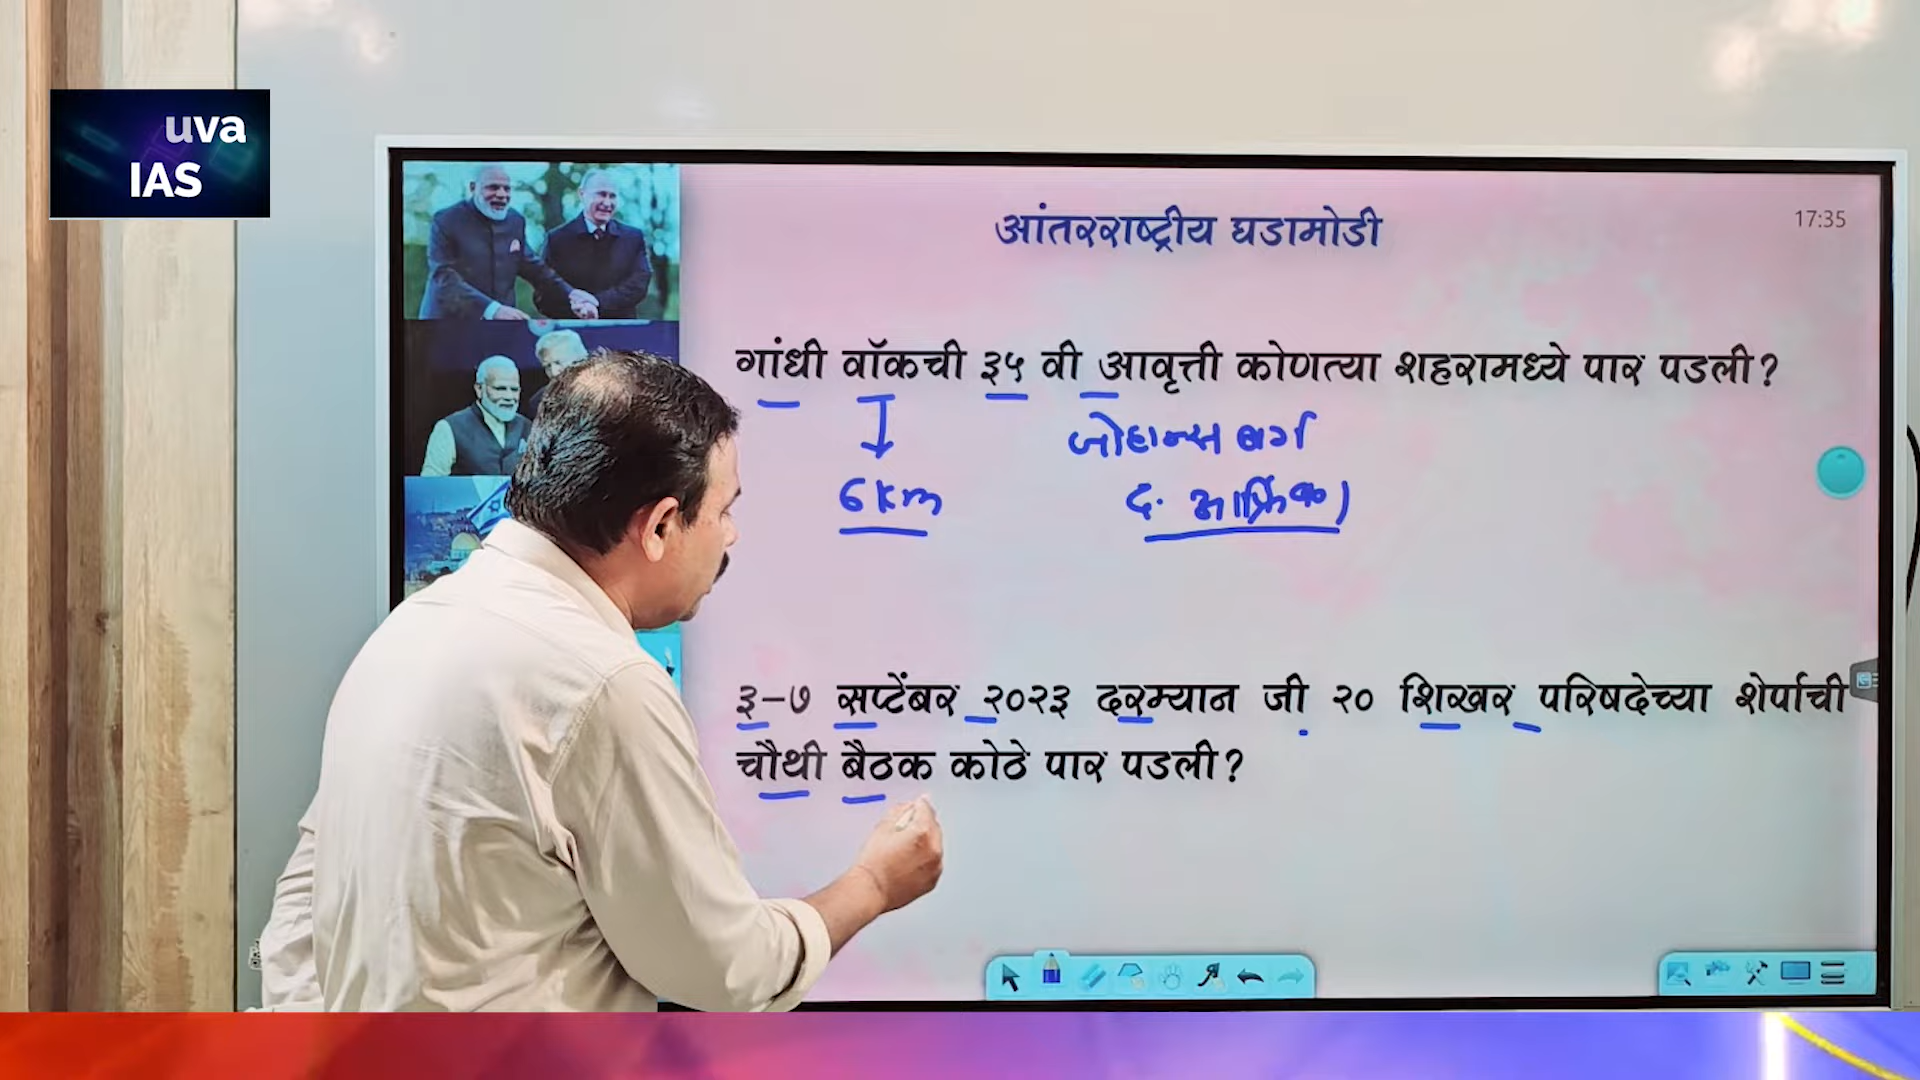 uva
IAS
आंतरराष्ट्रीय घडामोडी
17:35
गांधी वॉकची ३५ वी आवृत्ती कोणत्या शहरामध्ये पार पडली?
जोहान्सबर्ग
6km
द. आफ्रिका
३-७ सप्टेंबर २०२३ दरम्यान जी २० शिखर परिषदेच्या शेर्पाची
चौथी बैठक कोठे पार पडली?